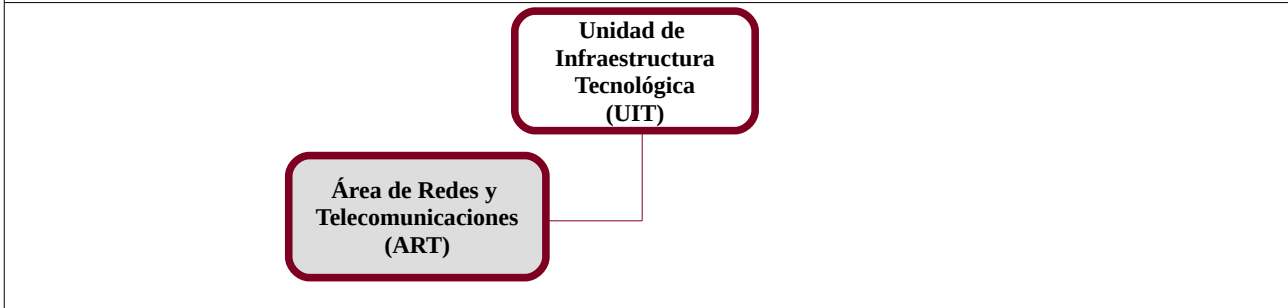 Unidad de
Infraestructura
Tecnológica
(UIT)
Área de Redes y
Telecomunicaciones
(ART)